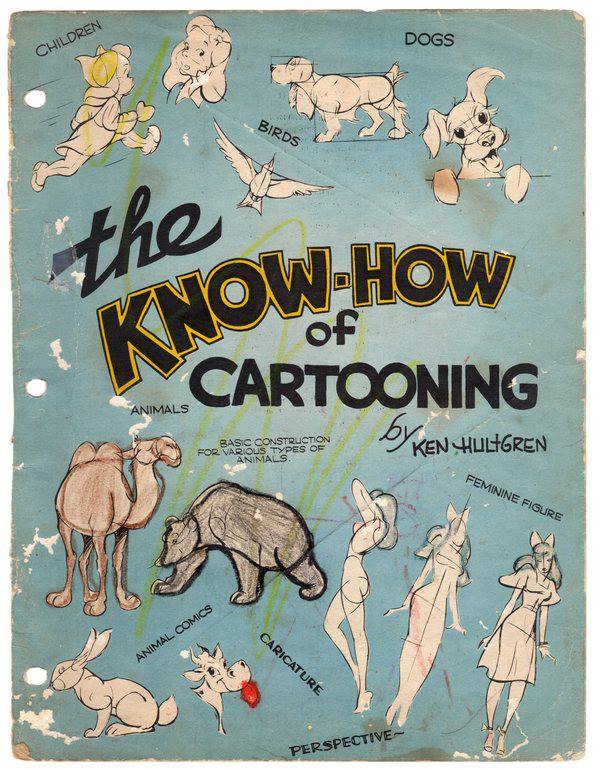 CHILDREN
DOGS
BIRDS
the
KNOW-HOW
of
CARTOONING
by KEN HULTGREN
ANIMALS
BASIC CONSTRUCTION
FOR VARIOUS TYPES OF
ANIMALS.
FEMININE FIGURE
ANIMAL COMICS
CARICATURE
PERSPECTIVE~